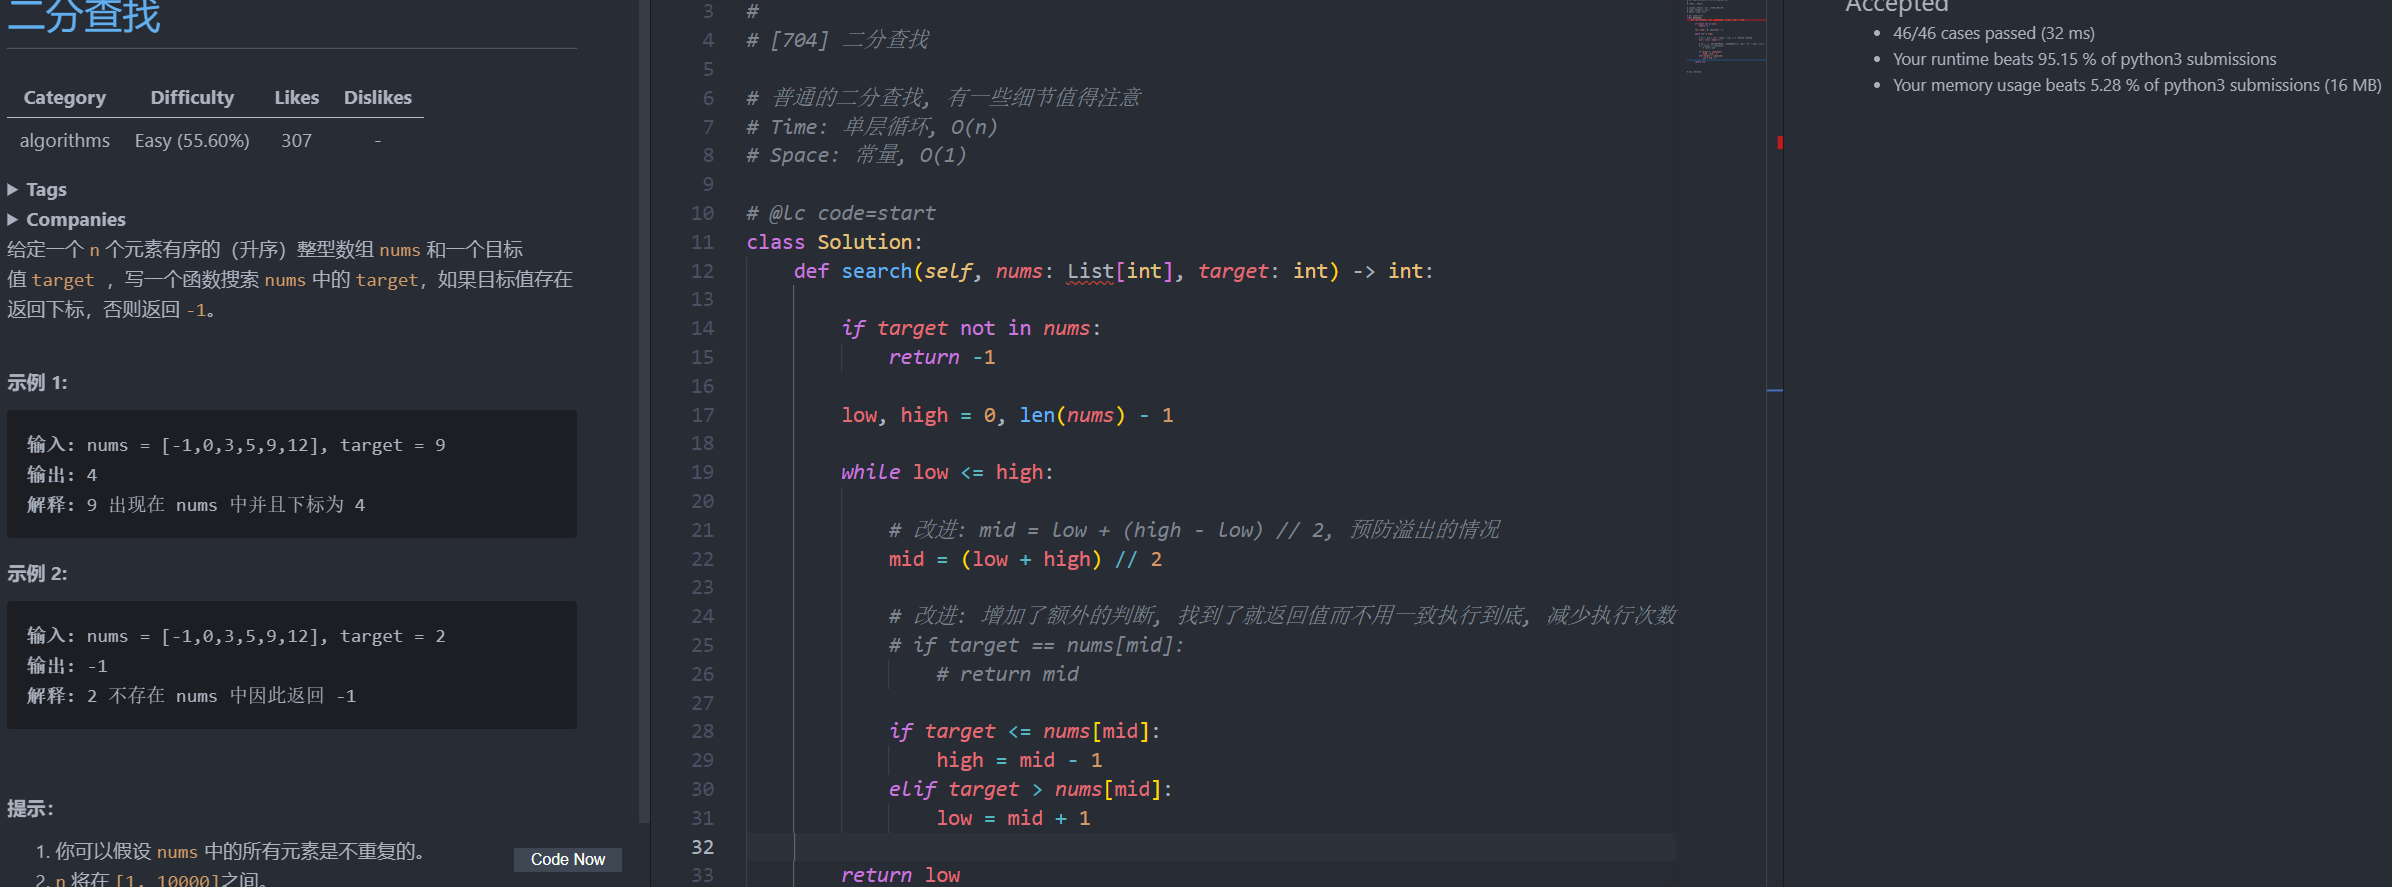 二分查找
Category Difficulty Likes Dislikes
algorithms Easy (55.60%) 307 -
Tags
Companies
给定一个 n 个元素有序的（升序）整型数组 nums 和一个目标
值 target ，写一个函数搜索 nums 中的 target，如果目标值存在
返回下标，否则返回 -1。
示例 1:
输入: nums = [-1,0,3,5,9,12], target = 9
输出: 4
解释: 9 出现在 nums 中并且下标为 4
示例 2:
输入: nums = [-1,0,3,5,9,12], target = 2
输出: -1
解释: 2 不存在 nums 中因此返回 -1
提示：
1. 你可以假设 nums 中的所有元素是不重复的。
2. n 将在 [1, 10000]之间。
Code Now
3 #
4 # [704] 二分查找
5
6 # 普通的二分查找, 有一些细节值得注意
7 # Time: 单层循环, O(n)
8 # Space: 常量, O(1)
9
10 # @lc code=start
11 class Solution:
12 def search(self, nums: List[int], target: int) -> int:
13
14 if target not in nums:
15 return -1
16
17 low, high = 0, len(nums) - 1
18
19 while low <= high:
20
21 # 改进: mid = low + (high - low) // 2, 预防溢出的情况
22 mid = (low + high) // 2
23
24 # 改进: 增加了额外的判断, 找到了就返回值而不用一致执行到底, 减少执行次数
25 # if target == nums[mid]:
26 # return mid
27
28 if target <= nums[mid]:
29 high = mid - 1
30 elif target > nums[mid]:
31 low = mid + 1
32
33 return low
Accepted
46/46 cases passed (32 ms)
Your runtime beats 95.15 % of python3 submissions
Your memory usage beats 5.28 % of python3 submissions (16 MB)